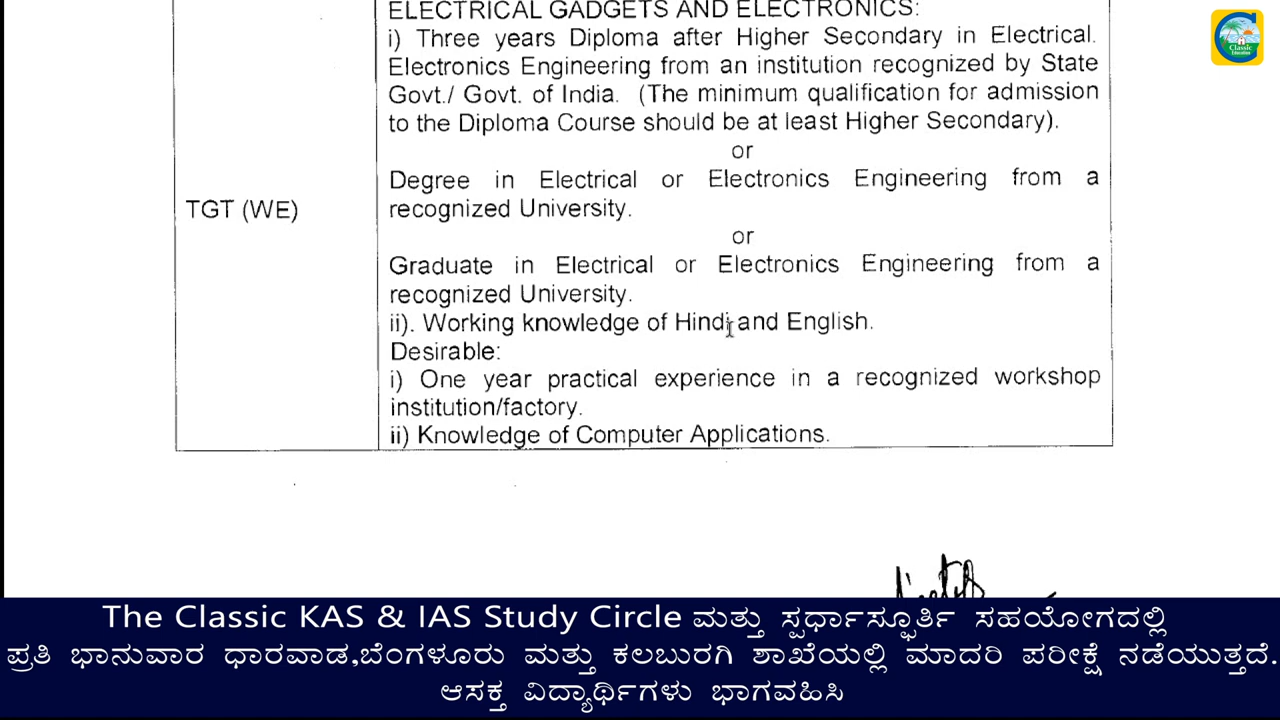 ELECTRICAL GADGETS AND ELECTRONICS:
i) Three years Diploma after Higher Secondary in Electrical.
Electronics Engineering from an institution recognized by State
Govt./ Govt. of India. (The minimum qualification for admission
to the Diploma Course should be at least Higher Secondary).
or
Degree in Electrical or Electronics Engineering from a
recognized University.
TGT (WE)
or
Graduate in Electrical or Electronics Engineering from a
recognized University.
ii). Working knowledge of Hindi and English.
Desirable:
i) One year practical experience in a recognized workshop
institution/factory.
ii) Knowledge of Computer Applications.
Classic
Education
The Classic KAS & IAS Study Circle ಮತ್ತು ಸ್ಪರ್ಧಾಸ್ಫೂರ್ತಿ ಸಹಯೋಗದಲ್ಲಿ
ಪ್ರತಿ ಭಾನುವಾರ ಧಾರವಾಡ,ಬೆಂಗಳೂರು ಮತ್ತು ಕಲಬುರಗಿ ಶಾಖೆಯಲ್ಲಿ ಮಾದರಿ ಪರೀಕ್ಷೆ ನಡೆಯುತ್ತದೆ.
ಆಸಕ್ತ ವಿದ್ಯಾರ್ಥಿಗಳು ಭಾಗವಹಿಸಿ